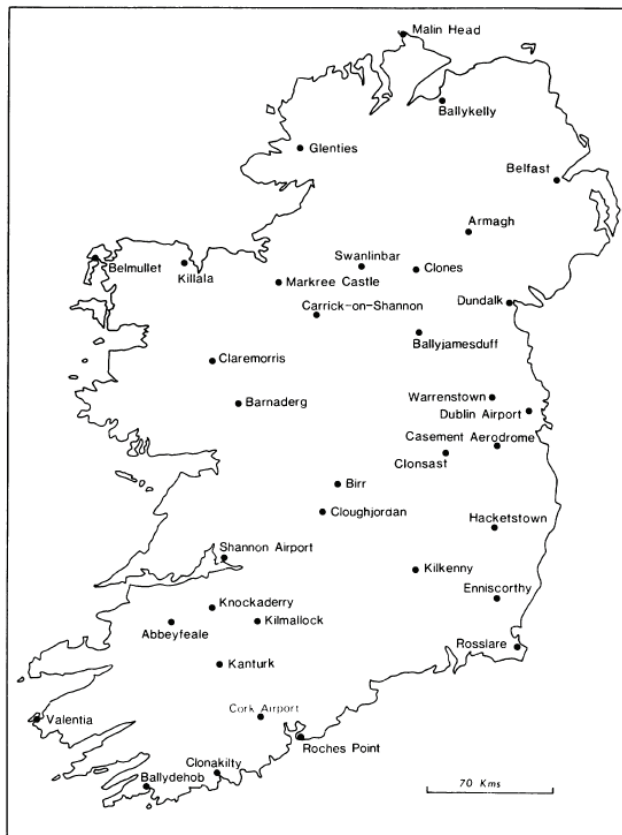 Malin Head
Ballykelly
Glenties
Belfast
Armagh
Swanlinbar
Belmullet
Killala
Clones
Markree Castle
Carrick-on-Shannon
Dundalk
Ballyjamesduff
Claremorris
Warrenstown
Barnaderg
Dublin Airport
Casement Aerodrome
Clonsast
Birr
Cloughjordan
Hacketstown
Shannon Airport
Kilkenny
Enniscorthy
Knockaderry
Kilmallock
Abbeyfeale
Rosslare
Kanturk
Cork Airport
Valentia
Roches Point
Clonakilty
Ballydehob
70 Kms